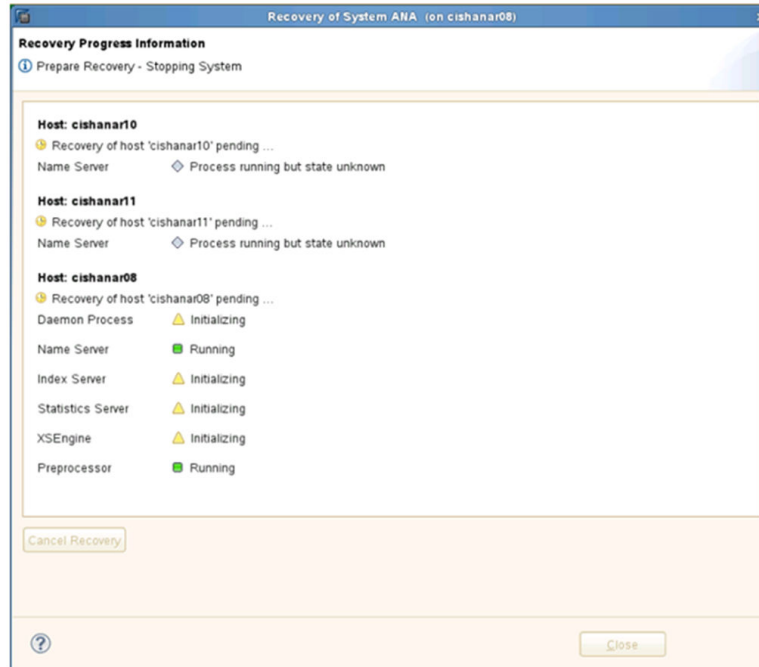 Recovery of System ANA (on cishanar08)
Recovery Progress Information
Prepare Recovery - Stopping System
Host: cishanar10
Recovery of host 'cishanar10' pending ...
Name Server Process running but state unknown
Host: cishanar11
Recovery of host 'cishanar11' pending ...
Name Server Process running but state unknown
Host: cishanar08
Recovery of host 'cishanar08' pending ...
Daemon Process Initializing
Name Server Running
Index Server Initializing
Statistics Server Initializing
XSEngine Initializing
Preprocessor Running
Cancel Recovery
Close